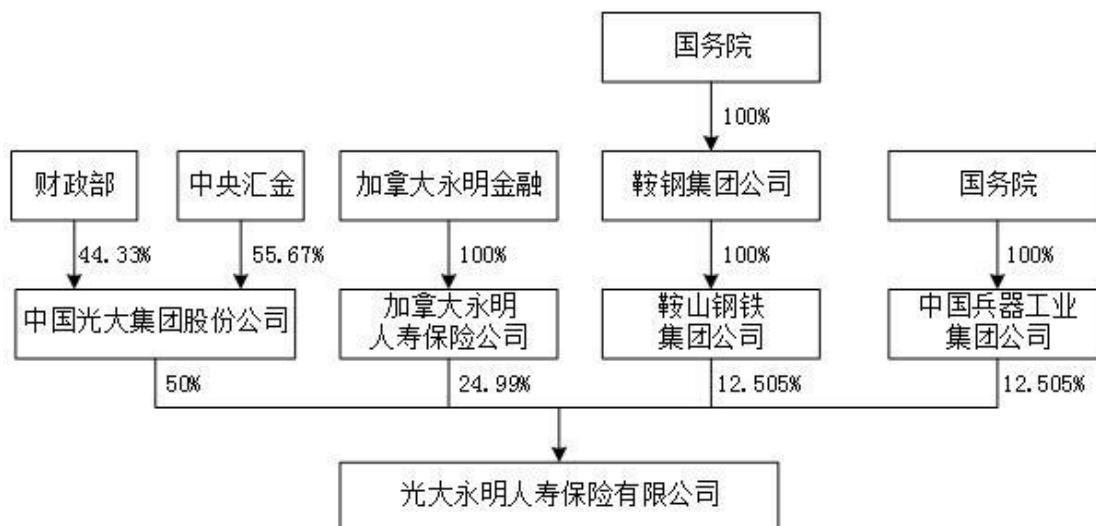 国务院
100%
财政部
中央汇金
加拿大永明金融
鞍钢集团公司
国务院
44.33%
55.67%
100%
100%
100%
中国光大集团股份公司
加拿大永明
人寿保险公司
鞍山钢铁
集团公司
中国兵器工业
集团公司
50%
24.99%
12.505%
12.505%
光大永明人寿保险有限公司